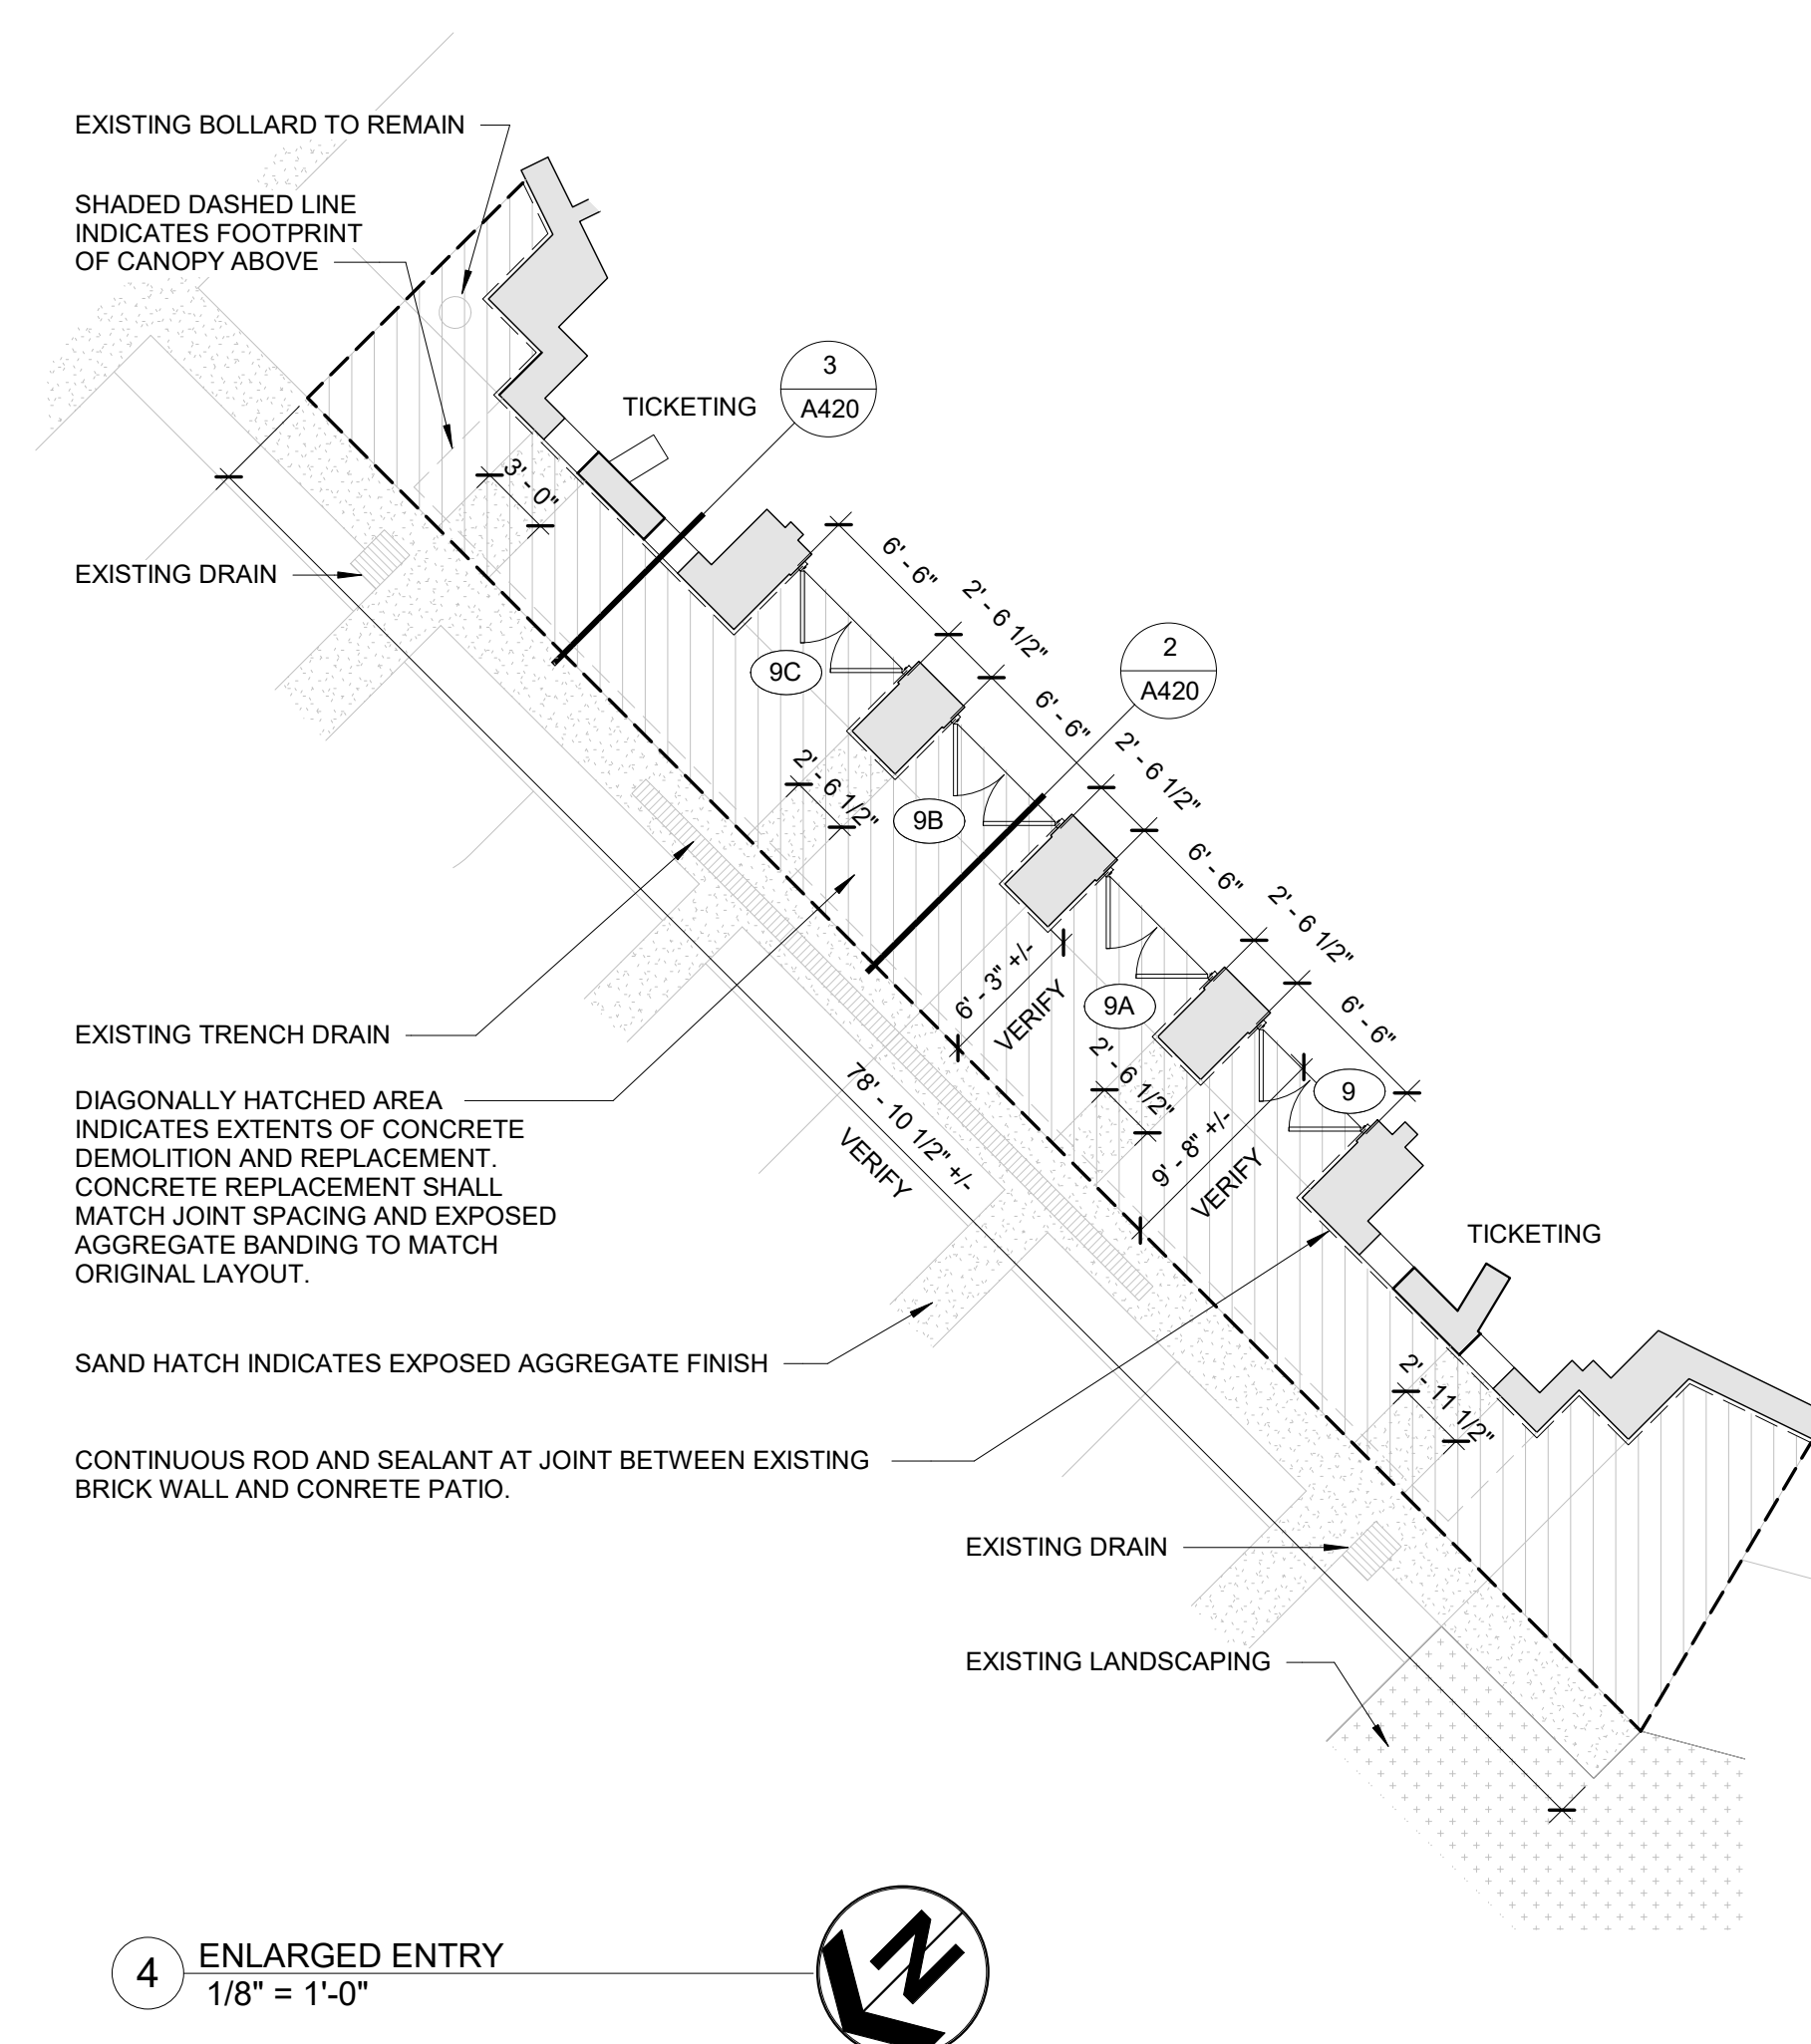 EXISTING BOLLARD TO REMAIN
SHADED DASHED LINE
INDICATES FOOTPRINT
OF CANOPY ABOVE
3
A420
TICKETING
3' - 0"
EXISTING DRAIN
6' - 6"
2' - 6 1/2"
2
A420
9C
6' - 6"
2' - 6 1/2"
2' - 6 1/2"
9B
6' - 6"
2' - 6 1/2"
6' - 3" +/-
VERIFY
9A
6' - 6"
EXISTING TRENCH DRAIN
2' - 6 1/2"
9
78' - 10 1/2" +/-
VERIFY
9' - 8" +/-
VERIFY
DIAGONALLY HATCHED AREA
INDICATES EXTENTS OF CONCRETE
DEMOLITION AND REPLACEMENT.
CONCRETE REPLACEMENT SHALL
MATCH JOINT SPACING AND EXPOSED
AGGREGATE BANDING TO MATCH
ORIGINAL LAYOUT.
TICKETING
SAND HATCH INDICATES EXPOSED AGGREGATE FINISH
2' - 11 1/2"
CONTINUOUS ROD AND SEALANT AT JOINT BETWEEN EXISTING
BRICK WALL AND CONRETE PATIO.
EXISTING DRAIN
EXISTING LANDSCAPING
4
ENLARGED ENTRY
1/8" = 1'-0"
N